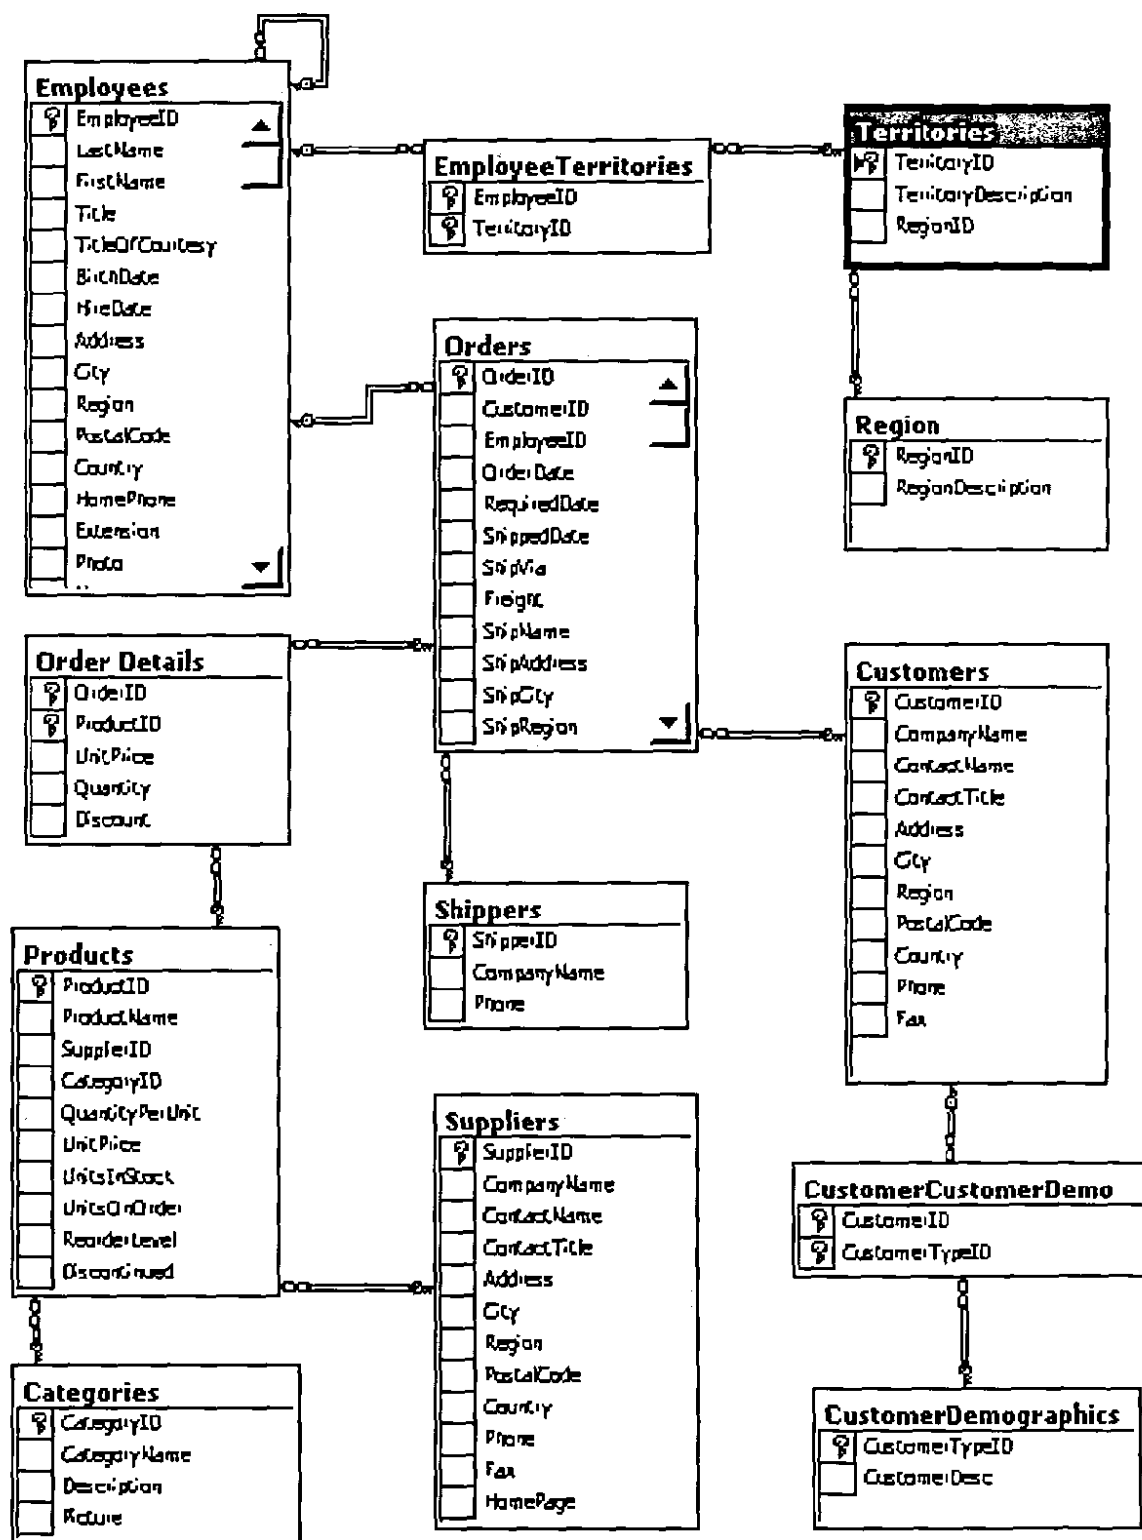 Employees
EmployeeID
LastName
FirstName
Title
TitleOfCourtesy
BirthDate
HireDate
Address
City
Region
PostalCode
Country
HomePhone
Extension
Photo
EmployeeTerritories
EmployeeID
TerritoryID
Territories
TerritoryID
TerritoryDescription
RegionID
Orders
OrderID
CustomerID
EmployeeID
OrderDate
RequiredDate
ShippedDate
ShipVia
Freight
ShipName
ShipAddress
ShipCity
ShipRegion
Region
RegionID
RegionDescription
Order Details
OrderID
ProductID
UnitPrice
Quantity
Discount
Customers
CustomerID
CompanyName
ContactName
ContactTitle
Address
City
Region
PostalCode
Country
Phone
Fax
Shippers
ShipperID
CompanyName
Phone
Products
ProductID
ProductName
SupplierID
CategoryID
QuantityPerUnit
UnitPrice
UnitsInStock
UnitsOnOrder
ReorderLevel
Discontinued
Suppliers
SupplierID
CompanyName
ContactName
ContactTitle
Address
City
Region
PostalCode
Country
Phone
Fax
HomePage
CustomerCustomerDemo
CustomerID
CustomerTypeID
Categories
CategoryID
CategoryName
Description
Picture
CustomerDemographics
CustomerTypeID
CustomerDesc